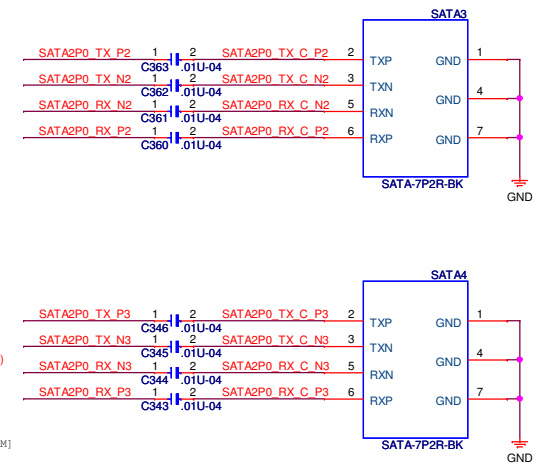 SATA3
SATA2P0_TX_P2 1 2 SATA2P0_TX_C_P2 2 TXP GND 1
C363 .01U-04
SATA2P0_TX_N2 1 2 SATA2P0_TX_C_N2 3 TXN GND 4
C362 .01U-04
SATA2P0_RX_N2 1 2 SATA2P0_RX_C_N2 5 RXN
C361 .01U-04
SATA2P0_RX_P2 1 2 SATA2P0_RX_C_P2 6 RXP GND 7
C360 .01U-04
SATA-7P2R-BK
GND
SATA4
SATA2P0_TX_P3 1 2 SATA2P0_TX_C_P3 2 TXP GND 1
C346 .01U-04
SATA2P0_TX_N3 1 2 SATA2P0_TX_C_N3 3 TXN GND 4
C345 .01U-04
)
SATA2P0_RX_N3 1 2 SATA2P0_RX_C_N3 5 RXN
C344 .01U-04
SATA2P0_RX_P3 1 2 SATA2P0_RX_C_P3 6 RXP GND 7
C343 .01U-04
M]
SATA-7P2R-BK
GND